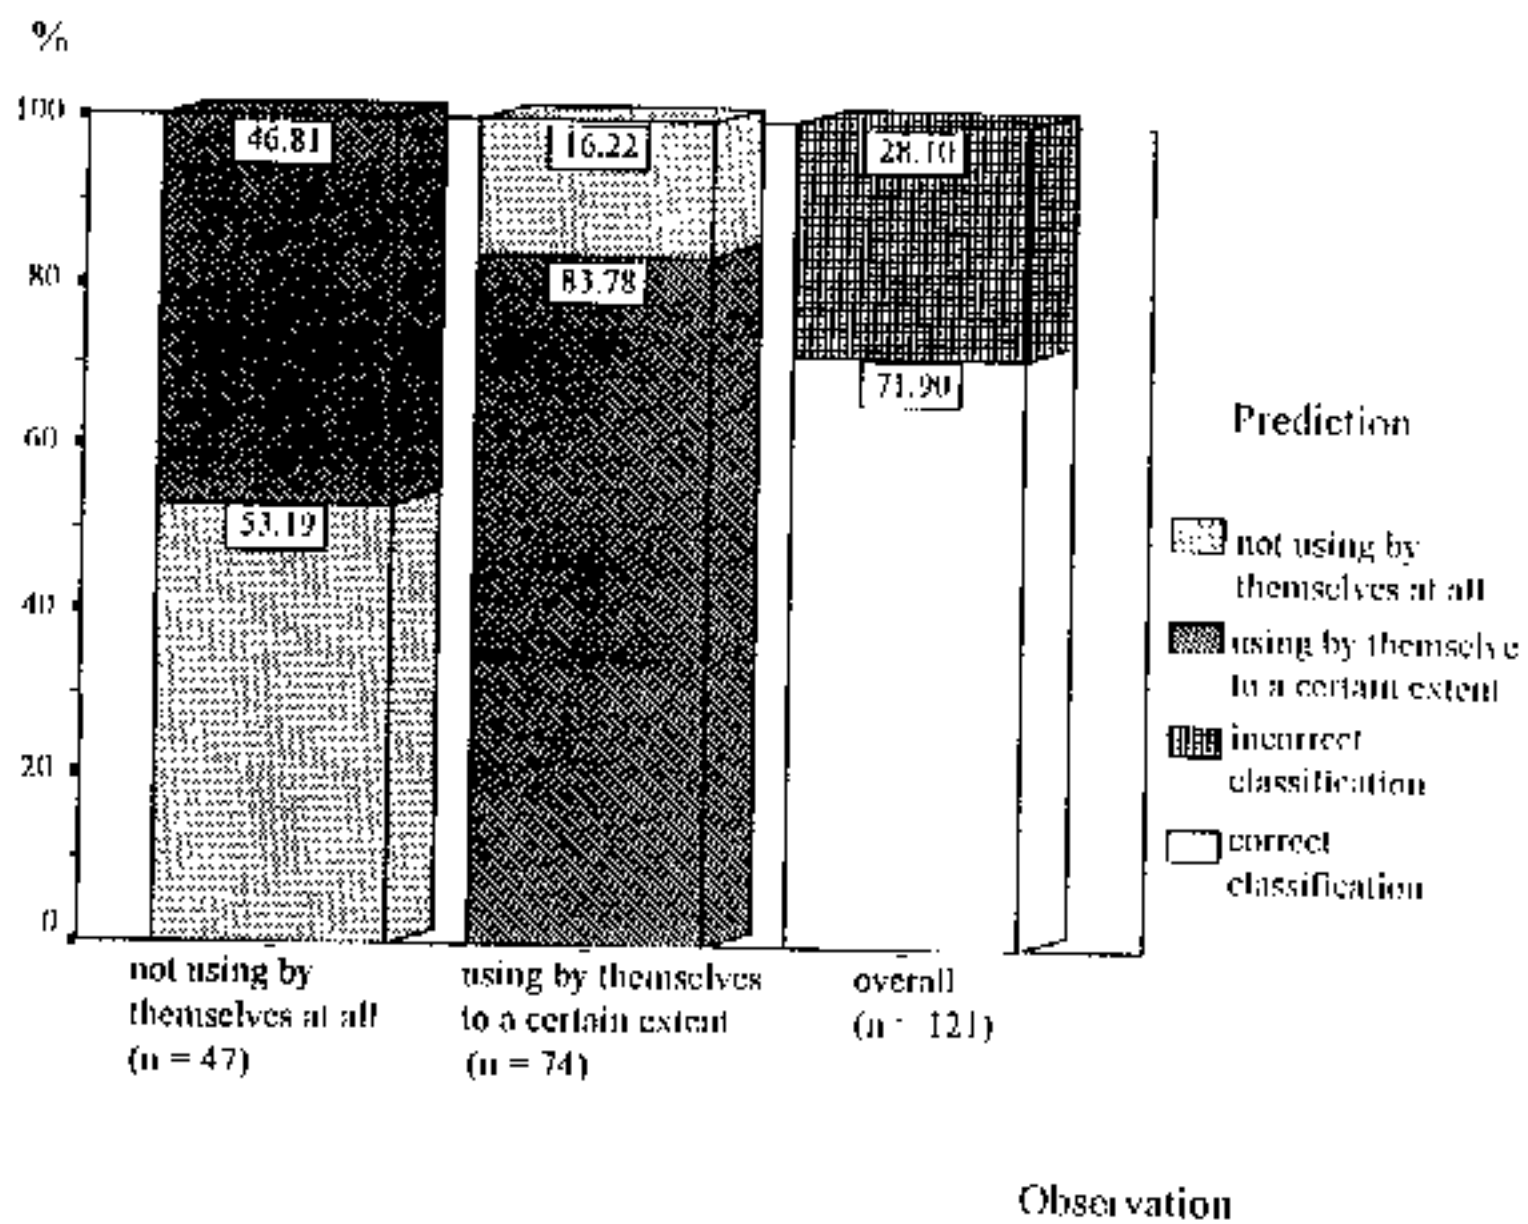 %
100
80
60
40
20
0
46.81
53.19
16.22
83.78
28.10
71.90
not using by
themselves at all
(n = 47)
using by themselves
to a certain extent
(n = 74)
overall
(n = 121)
Observation
Prediction
not using by
themselves at all
using by themselve
to a certain extent
incorrect
classification
correct
classification